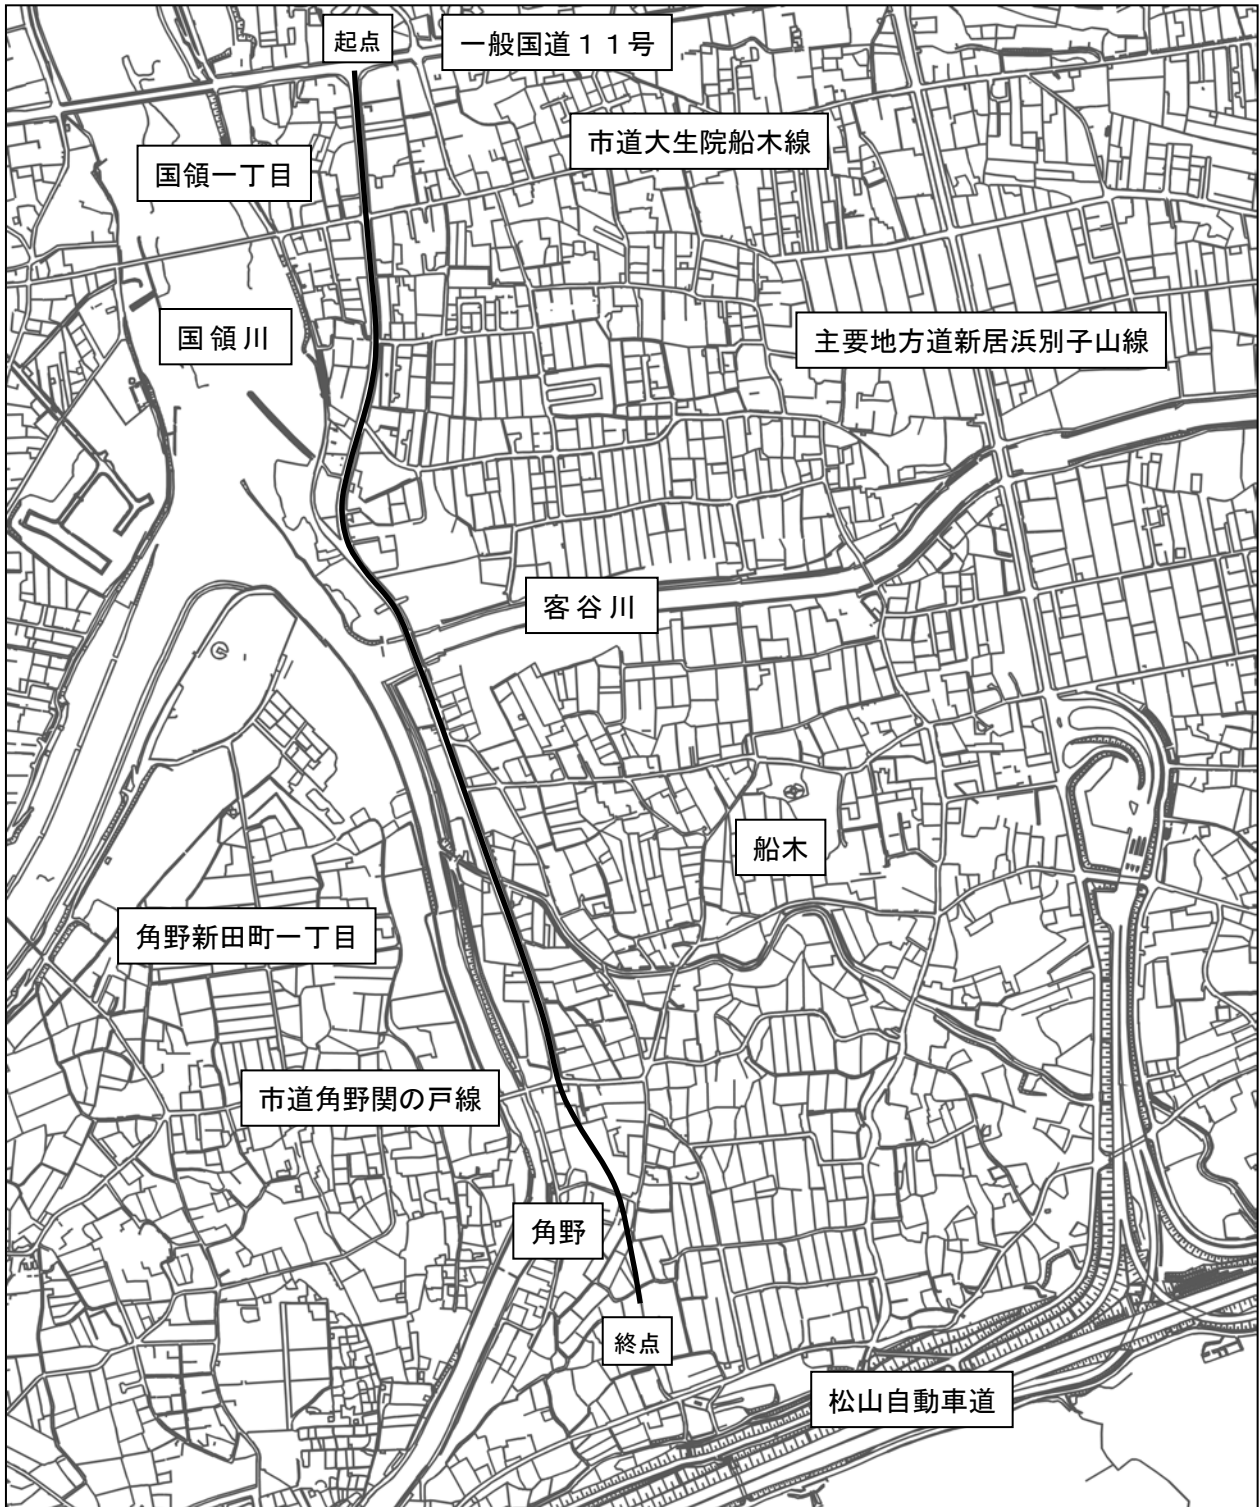 起点
一般国道１１号
市道大生院船木線
国領一丁目
国領川
主要地方道新居浜別子山線
客谷川
船木
角野新田町一丁目
市道角野関の戸線
角野
終点
松山自動車道